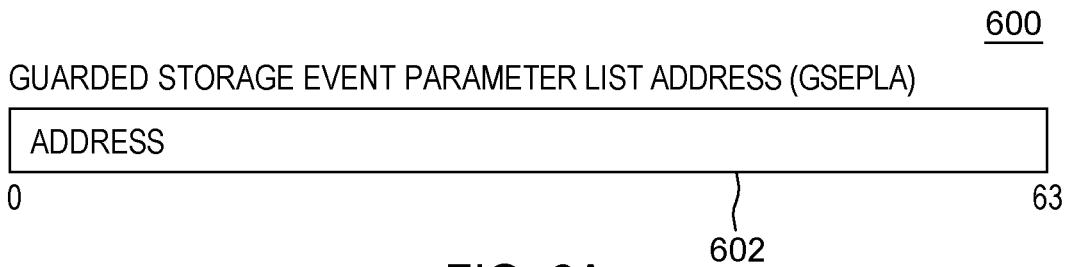 600
GUARDED STORAGE EVENT PARAMETER LIST ADDRESS (GSEPLA)
ADDRESS
0 63
602